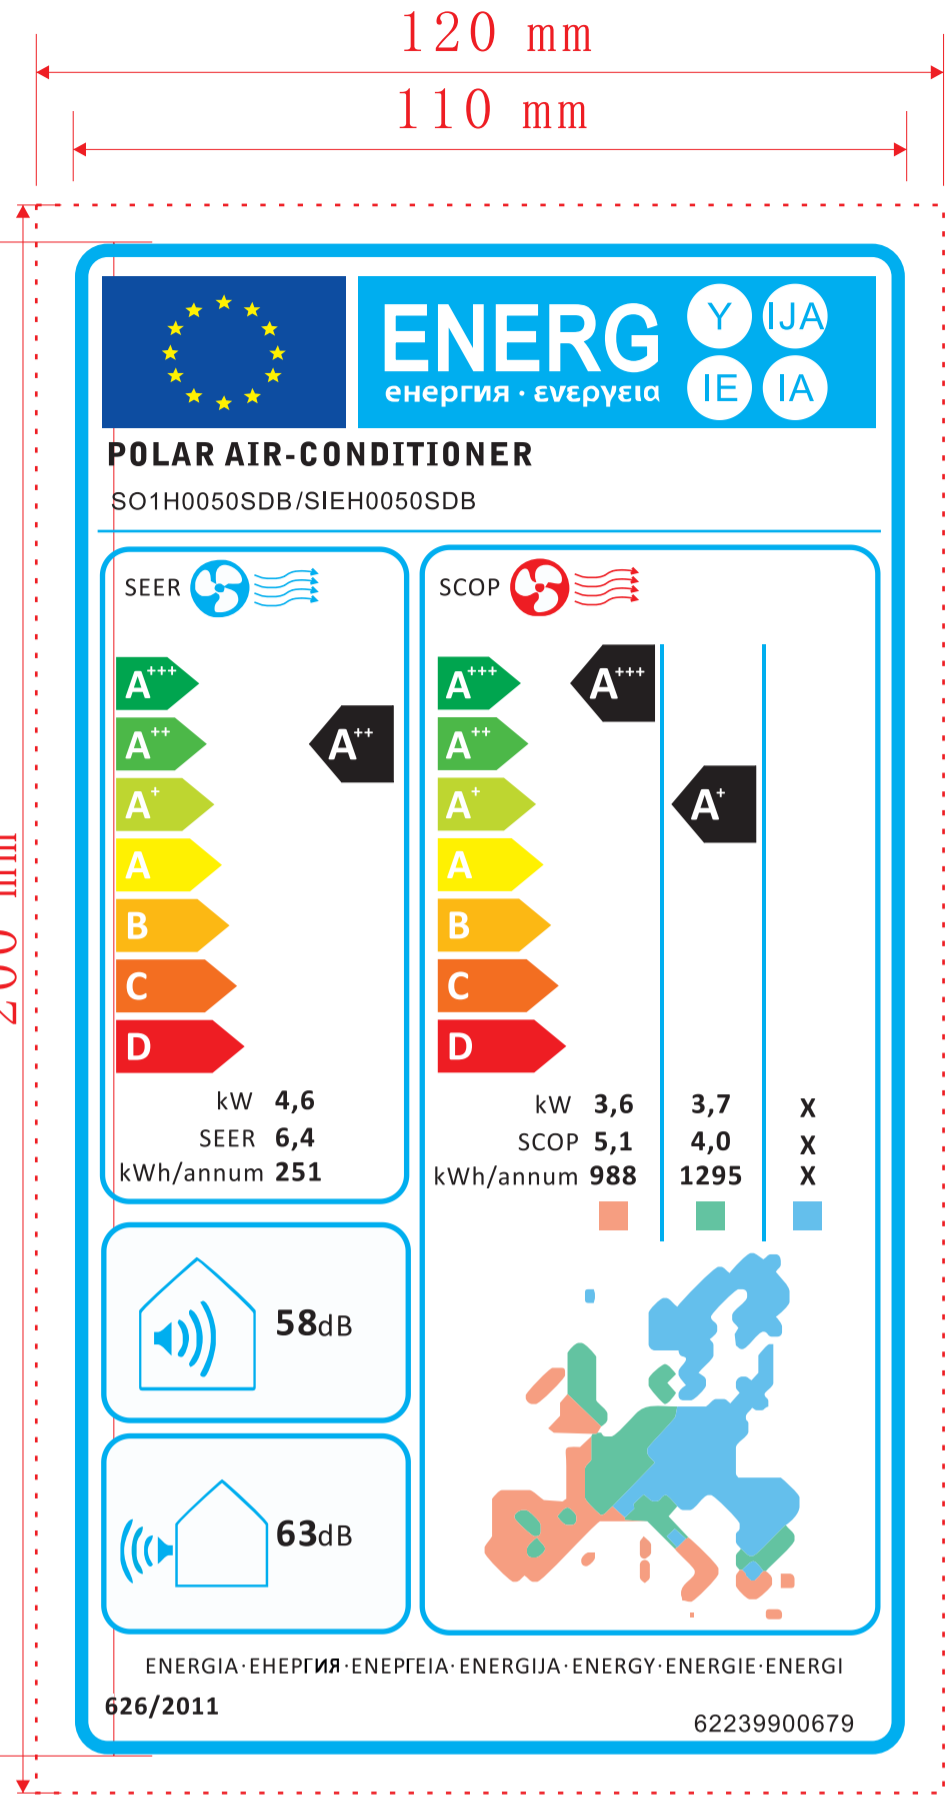 120 mm
110 mm
200 mm
ENERG
енергия · ενεργεια
Y IJA
IE IA
POLAR AIR-CONDITIONER
SO1H0050SDB/SIEH0050SDB
SEER
SCOP
A+++
A++
A+
A
B
C
D
A++
A+++
A++
A+
A
B
C
D
A+++
A+
kW 4,6
SEER 6,4
kWh/annum 251
kW 3,6 3,7 X
SCOP 5,1 4,0 X
kWh/annum 988 1295 X
58dB
63dB
ENERGIA·ЕНЕРГИЯ·ΕΝΕΡΓΕΙΑ·ENERGIJA·ENERGY·ENERGIE·ENERGI
626/2011
62239900679